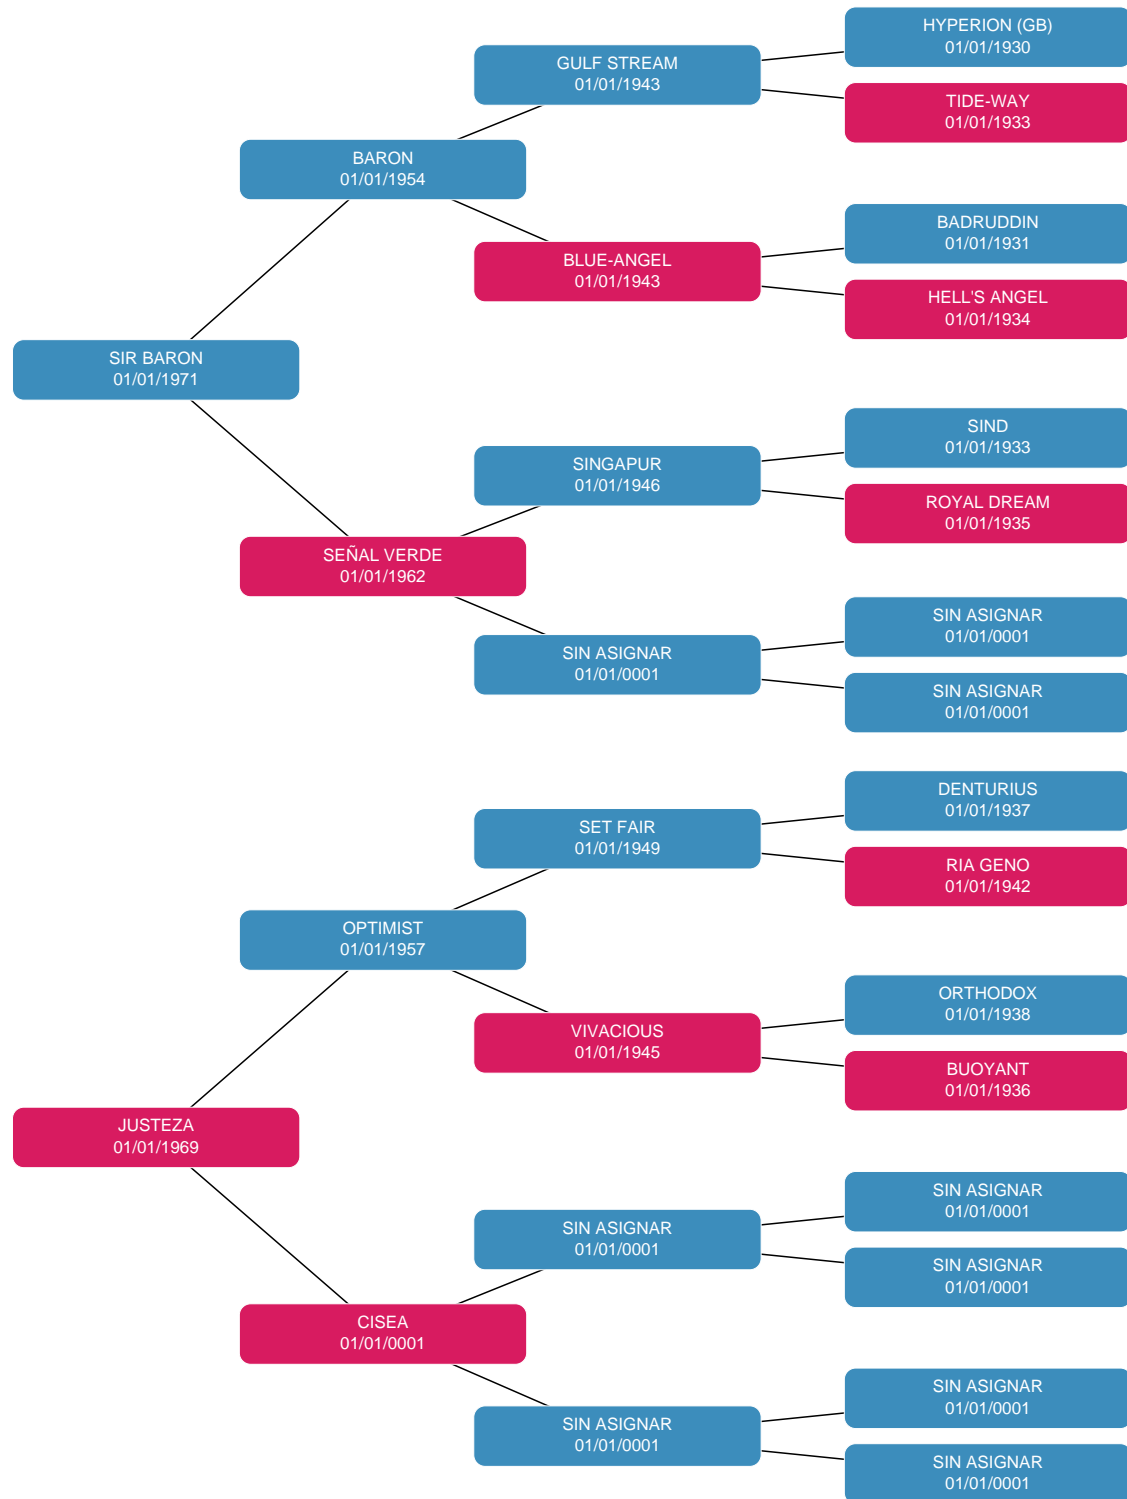 HYPERION (GB)
01/01/1930
GULF STREAM
01/01/1943
TIDE-WAY
01/01/1933
BARON
01/01/1954
BADRUDDIN
01/01/1931
BLUE-ANGEL
01/01/1943
HELL'S ANGEL
01/01/1934
SIR BARON
01/01/1971
SIND
01/01/1933
SINGAPUR
01/01/1946
ROYAL DREAM
01/01/1935
SEÑAL VERDE
01/01/1962
SIN ASIGNAR
01/01/0001
SIN ASIGNAR
01/01/0001
SIN ASIGNAR
01/01/0001
DENTURIUS
01/01/1937
SET FAIR
01/01/1949
RIA GENO
01/01/1942
OPTIMIST
01/01/1957
ORTHODOX
01/01/1938
VIVACIOUS
01/01/1945
BUOYANT
01/01/1936
JUSTEZA
01/01/1969
SIN ASIGNAR
01/01/0001
SIN ASIGNAR
01/01/0001
SIN ASIGNAR
01/01/0001
CISEA
01/01/0001
SIN ASIGNAR
01/01/0001
SIN ASIGNAR
01/01/0001
SIN ASIGNAR
01/01/0001